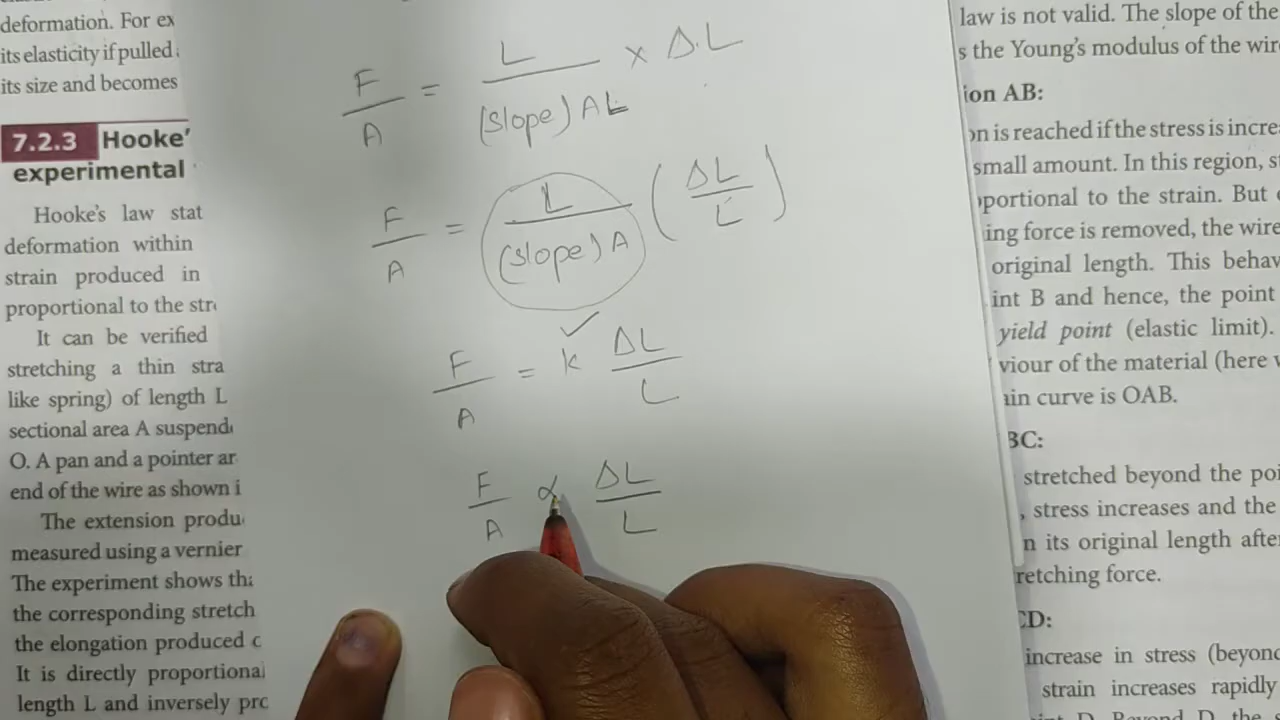 deformation. For ex
its elasticity if pulled
its size and becomes
7.2.3 Hooke'
experimental
Hooke's law stat
deformation within
strain produced in
proportional to the stre
It can be verified
stretching a thin stra
like spring) of length L
sectional area A suspend
O. A pan and a pointer ar
end of the wire as shown i
The extension produ
measured using a vernier
The experiment shows tha
the corresponding stretch
the elongation produced
It is directly proportional
length L and inversely pro
F/A = L/(slope) AL × ΔL
F/A = L/(slope) A (ΔL/L)
F/A = k ΔL/L
F/A ∝ ΔL/L
law is not valid. The slope of the
s the Young's modulus of the wir
ion AB:
on is reached if the stress is incre
small amount. In this region, st
portional to the strain. But
ing force is removed, the wire
original length. This behav
int B and hence, the point
yield point (elastic limit).
viour of the material (here
ain curve is OAB.
BC:
stretched beyond the poi
, stress increases and the
n its original length after
retching force.
CD:
increase in stress (beyond
strain increases rapidly
int D. Beyond D, the